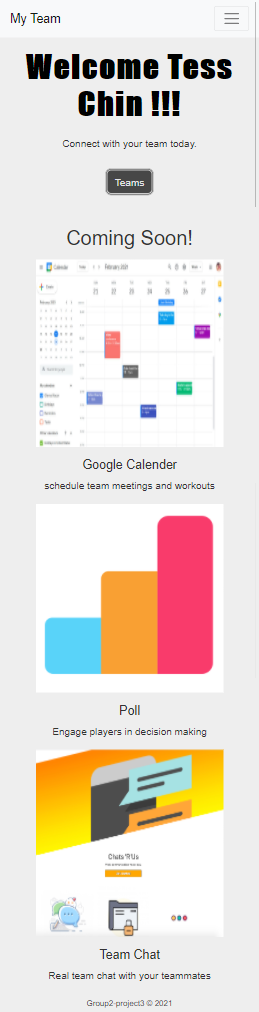 My Team
Welcome Tess
Chin !!!
Connect with your team today.
Teams
Coming Soon!
Calendar
February 2021
Google Calender
schedule team meetings and workouts
Poll
Engage players in decision making
Chats'R'Us
Team Chat
Real team chat with your teammates
Group2-project3 © 2021